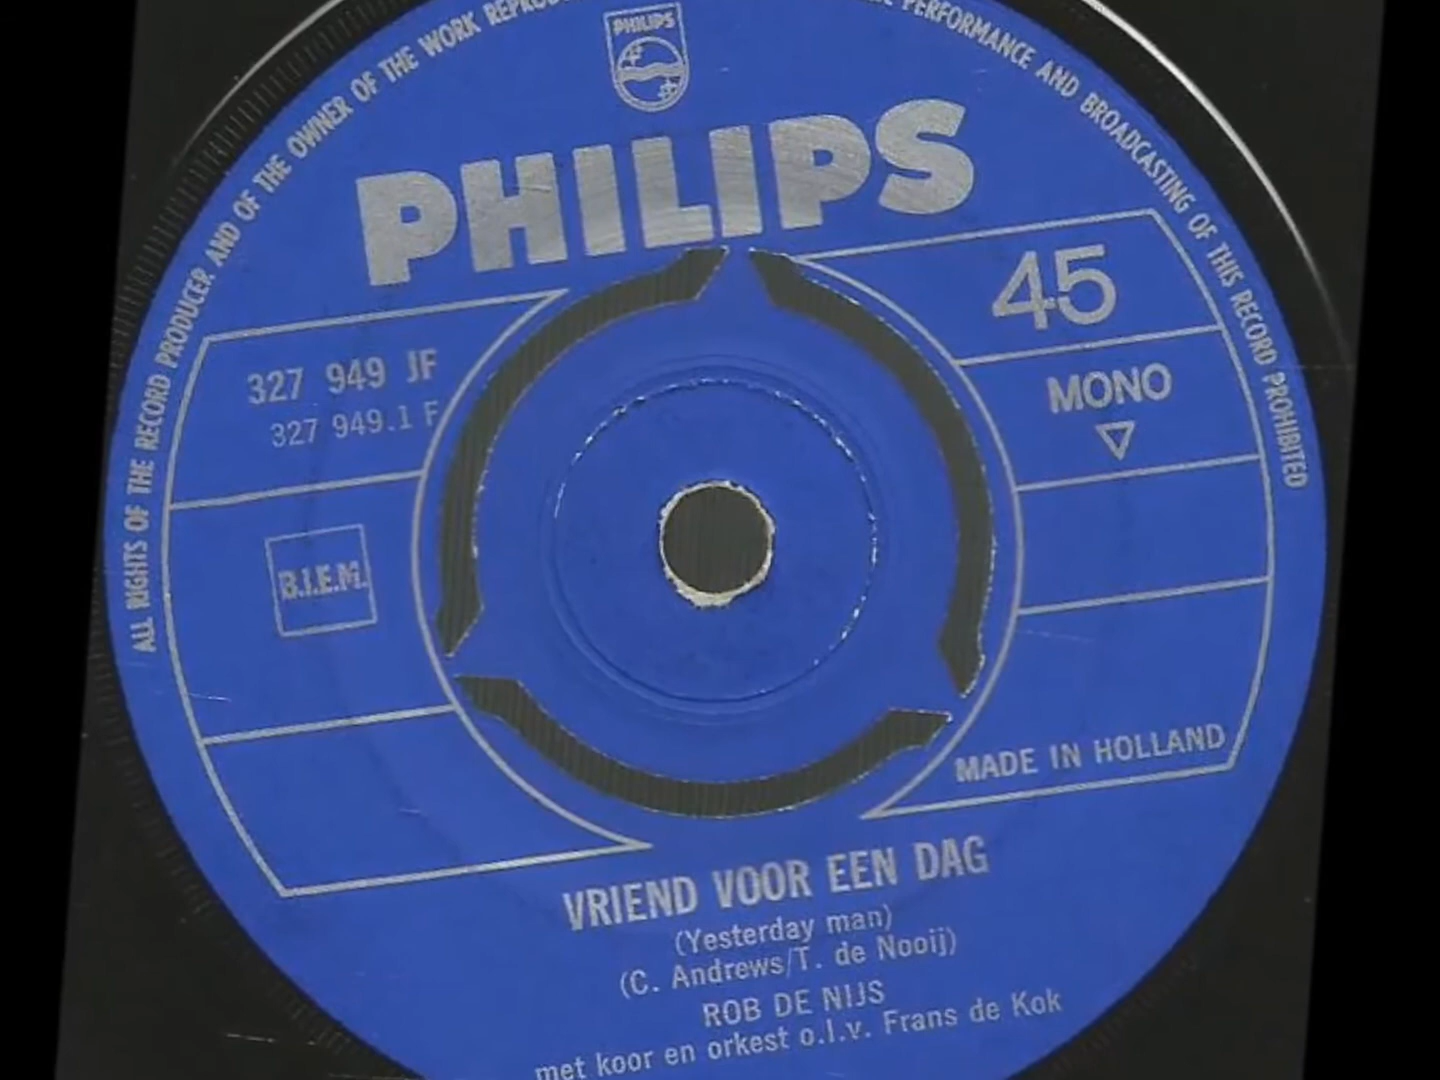 ALL RIGHTS OF THE RECORD PRODUCER AND OF THE OWNER OF THE WORK
PERFORMANCE AND BROADCASTING OF THIS RECORD PROHIBITED
PHILIPS
PHILIPS
327 949 JF
327 949.1 F
B.I.E.M.
45
MONO
MADE IN HOLLAND
VRIEND VOOR EEN DAG
(Yesterday man)
(C. Andrews/T. de Nooij)
ROB DE NIJS
met koor en orkest o.l.v. Frans de Kok